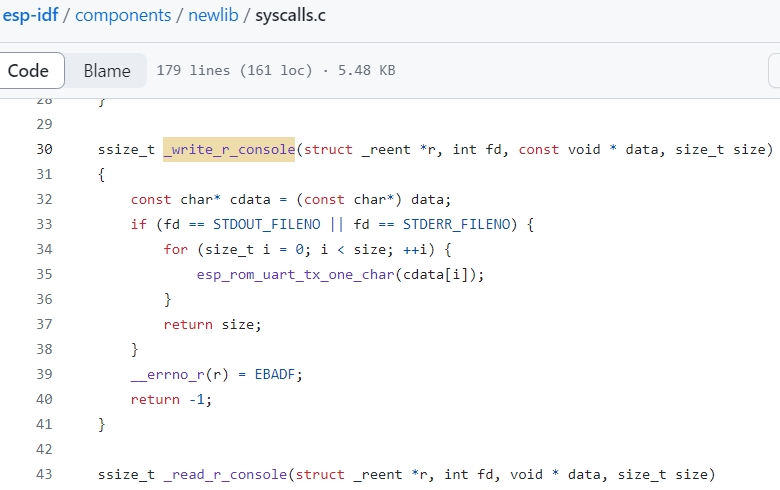 esp-idf / components / newlib / syscalls.c
Code Blame 179 lines (161 loc) · 5.48 KB
28 }
29
30 ssize_t _write_r_console(struct _reent *r, int fd, const void * data, size_t size)
31 {
32 const char* cdata = (const char*) data;
33 if (fd == STDOUT_FILENO || fd == STDERR_FILENO) {
34 for (size_t i = 0; i < size; ++i) {
35 esp_rom_uart_tx_one_char(cdata[i]);
36 }
37 return size;
38 }
39 __errno_r(r) = EBADF;
40 return -1;
41 }
42
43 ssize_t _read_r_console(struct _reent *r, int fd, void * data, size_t size)